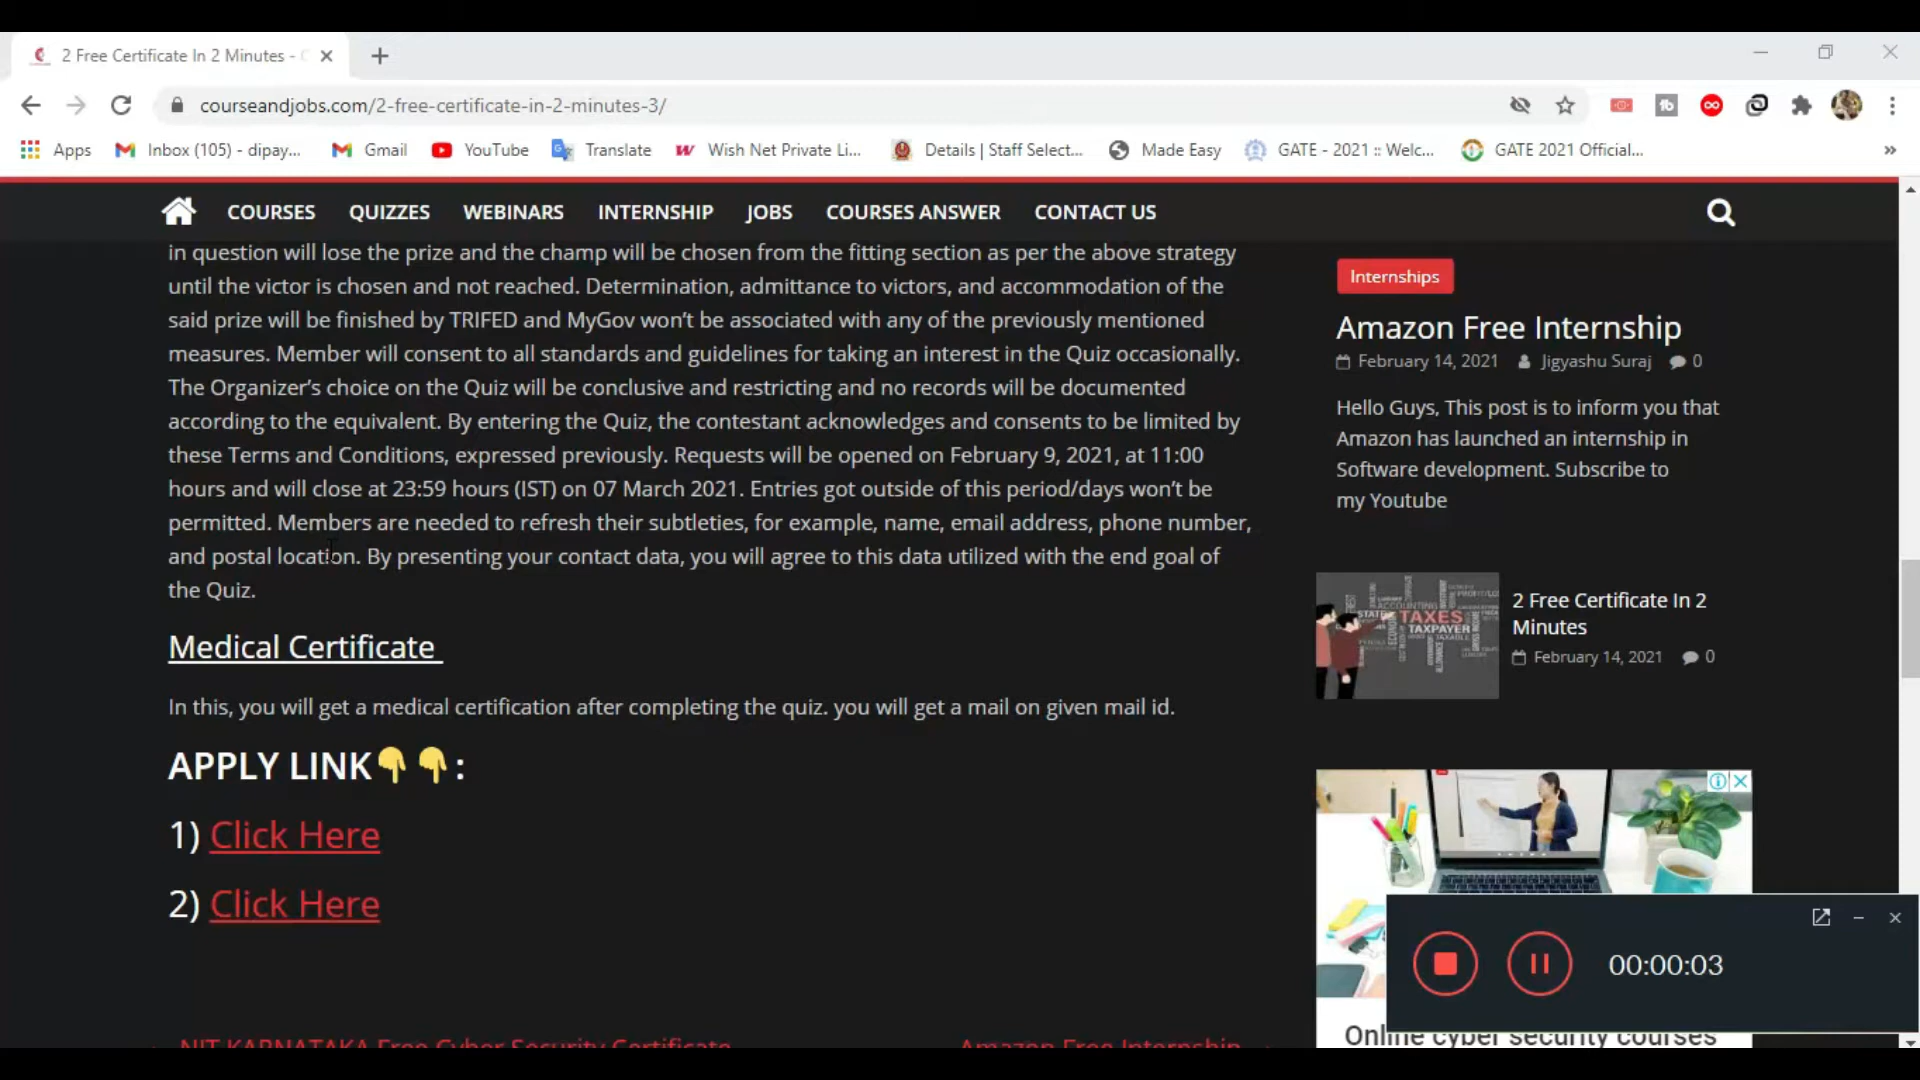 2 Free Certificate In 2 Minutes -
courseandjobs.com/2-free-certificate-in-2-minutes-3/
Apps
Inbox (105) - dipay...
Gmail
YouTube
Translate
Wish Net Private Li...
Details | Staff Select...
Made Easy
GATE - 2021 :: Welc...
GATE 2021 Official...
COURSES QUIZZES WEBINARS INTERNSHIP JOBS COURSES ANSWER CONTACT US
in question will lose the prize and the champ will be chosen from the fitting section as per the above strategy
until the victor is chosen and not reached. Determination, admittance to victors, and accommodation of the
said prize will be finished by TRIFED and MyGov won't be associated with any of the previously mentioned
measures. Member will consent to all standards and guidelines for taking an interest in the Quiz occasionally.
The Organizer's choice on the Quiz will be conclusive and restricting and no records will be documented
according to the equivalent. By entering the Quiz, the contestant acknowledges and consents to be limited by
these Terms and Conditions, expressed previously. Requests will be opened on February 9, 2021, at 11:00
hours and will close at 23:59 hours (IST) on 07 March 2021. Entries got outside of this period/days won't be
permitted. Members are needed to refresh their subtleties, for example, name, email address, phone number,
and postal location. By presenting your contact data, you will agree to this data utilized with the end goal of
the Quiz.
Medical Certificate
In this, you will get a medical certification after completing the quiz. you will get a mail on given mail id.
APPLY LINK👇👇:
1) Click Here
2) Click Here
NIT KARNATAKA Free Cyber Security Certificate
Amazon Free Internship
Internships
Amazon Free Internship
February 14, 2021 Jigyashu Suraj 0
Hello Guys, This post is to inform you that
Amazon has launched an internship in
Software development. Subscribe to
my Youtube
TAXES
TAXPAYER
2 Free Certificate In 2
Minutes
February 14, 2021 0
00:00:03
Online cyber security courses